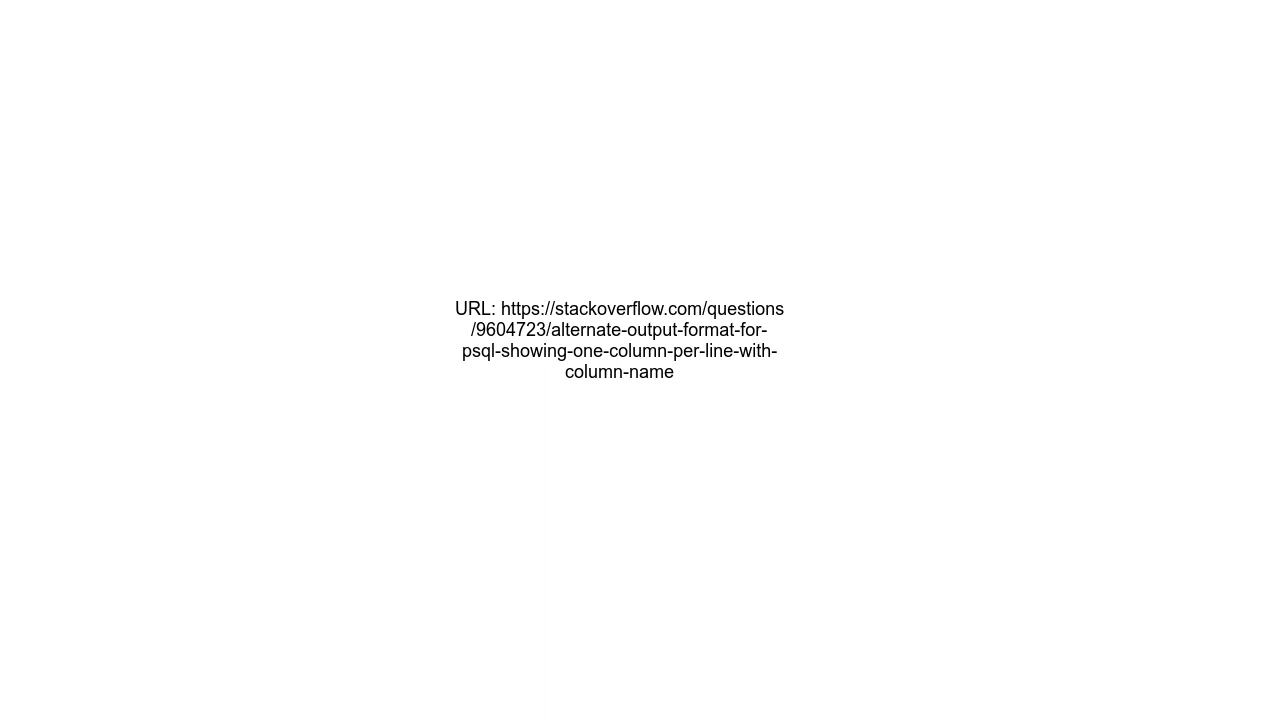 URL: https://stackoverflow.com/questions
/9604723/alternate-output-format-for-
psql-showing-one-column-per-line-with-
column-name